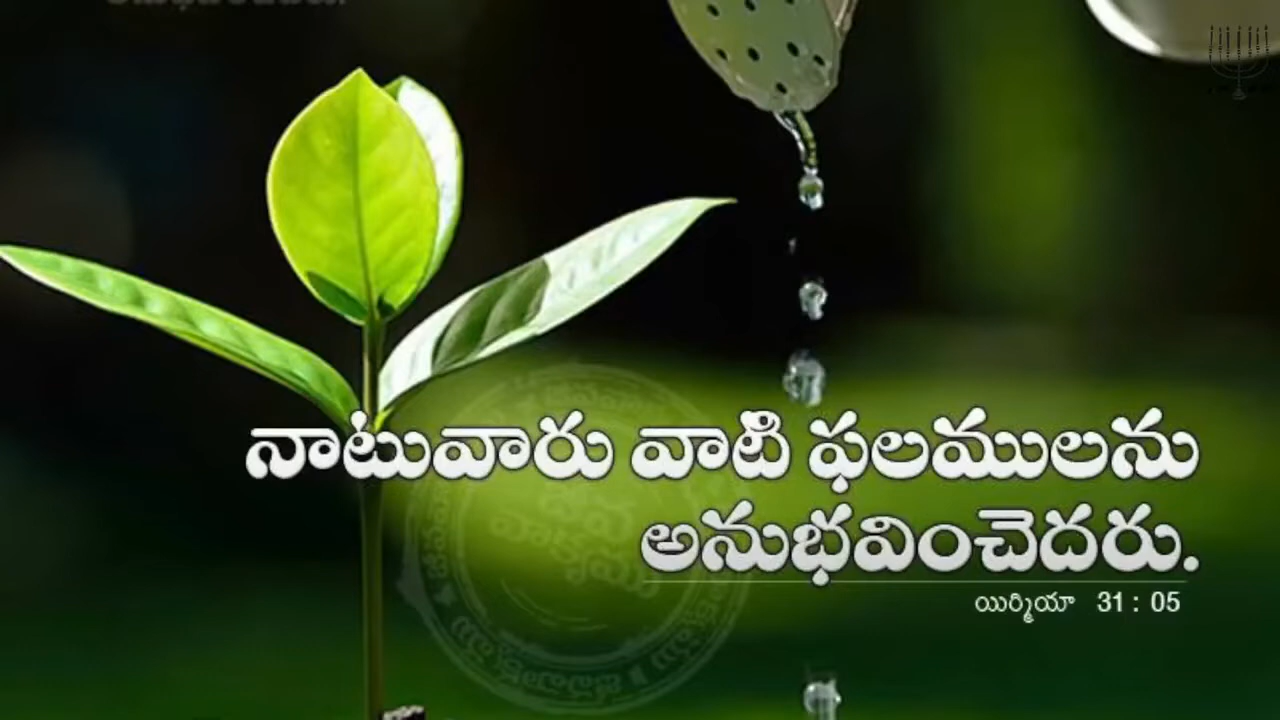 నాటువారు వాటి ఫలములను
అనుభవించెదరు.
యిర్మియా 31 : 05